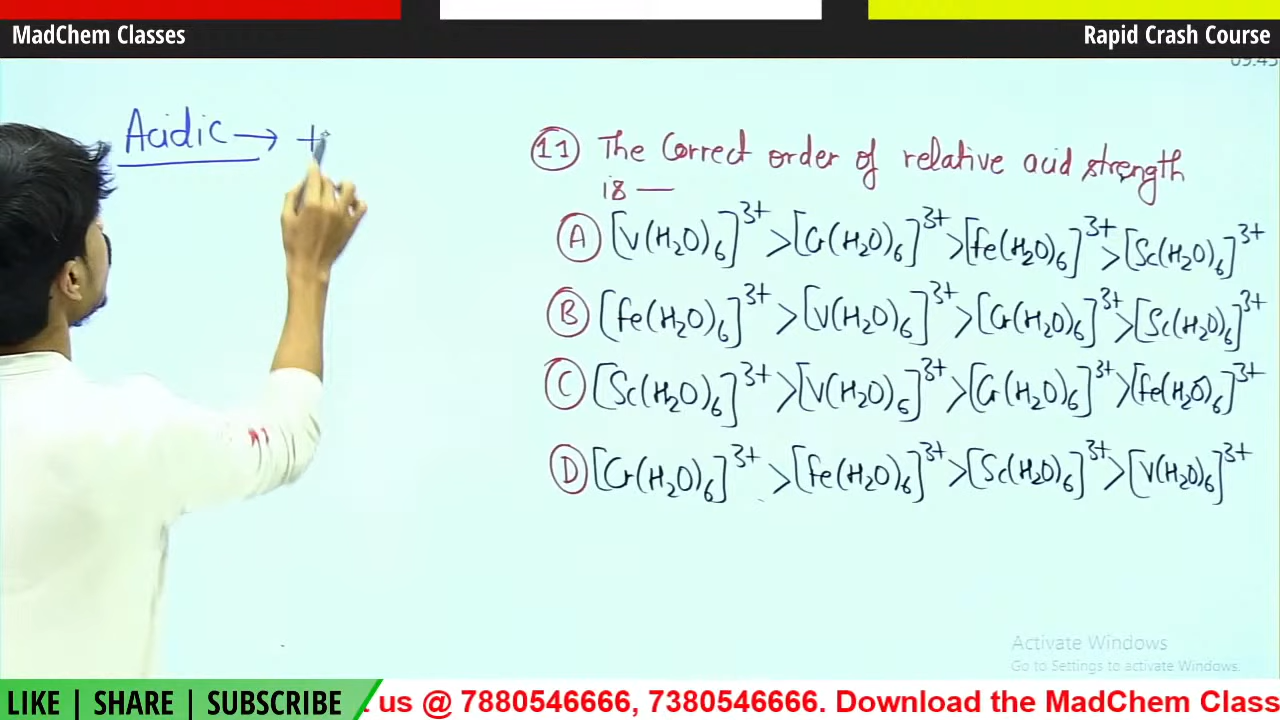 MadChem Classes
Rapid Crash Course
Acidic → +
11 The Correct order of relative acid strength
is —
A [V(H₂O)₆]³⁺ > [Cr(H₂O)₆]³⁺ > [Fe(H₂O)₆]³⁺ > [Sc(H₂O)₆]³⁺
B [Fe(H₂O)₆]³⁺ > [V(H₂O)₆]³⁺ > [Cr(H₂O)₆]³⁺ > [Sc(H₂O)₆]³⁺
C [Sc(H₂O)₆]³⁺ > [V(H₂O)₆]³⁺ > [Cr(H₂O)₆]³⁺ > [Fe(H₂O)₆]³⁺
D [Cr(H₂O)₆]³⁺ > [Fe(H₂O)₆]³⁺ > [Sc(H₂O)₆]³⁺ > [V(H₂O)₆]³⁺
Activate Windows
Go to Settings to activate Windows.
LIKE | SHARE | SUBSCRIBE
us @ 7880546666, 7380546666. Download the MadChem Class